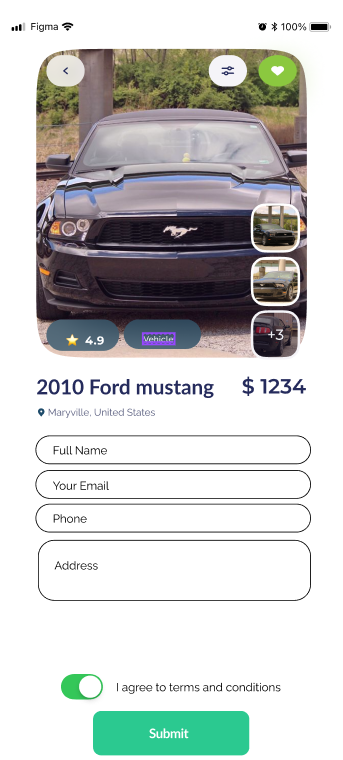 Figma
100%
4.9
Vehicle
+3
2010 Ford mustang
$ 1234
Maryville, United States
Full Name
Your Email
Phone
Address
I agree to terms and conditions
Submit